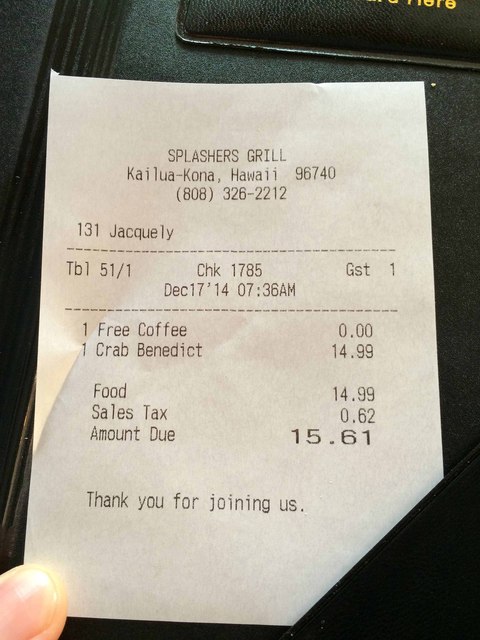 Here
SPLASHERS GRILL
Kailua-Kona, Hawaii 96740
(808) 326-2212
131 Jacquely
Tbl 51/1 Chk 1785 Gst 1
Dec17'14 07:36AM
1 Free Coffee 0.00
1 Crab Benedict 14.99
Food 14.99
Sales Tax 0.62
Amount Due 15.61
Thank you for joining us.